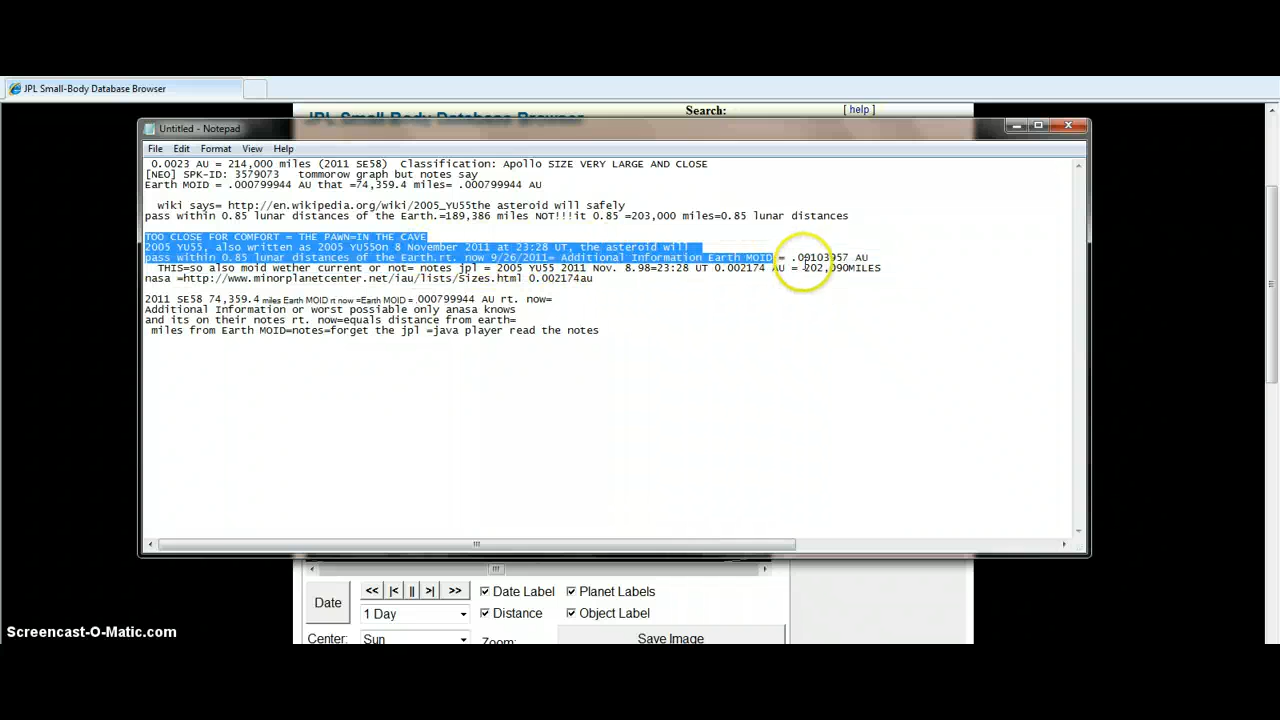 JPL Small-Body Database Browser
Search: [ help ]
JPL Small-Body Database Browser
Untitled - Notepad
File Edit Format View Help
0.0023 AU = 214,000 miles (2011 SE58)  Classification: Apollo SIZE VERY LARGE AND CLOSE
[NEO] SPK-ID: 3579073   tommorow graph but notes say
Earth MOID = .000799944 AU that =74,359.4 miles= .000799944 AU
wiki says= http://en.wikipedia.org/wiki/2005_YU55the asteroid will safely
pass within 0.85 lunar distances of the Earth.=189,386 miles NOT!!!it 0.85 =203,000 miles=0.85 lunar distances
TOO CLOSE FOR COMFORT = THE PAWN=IN THE CAVE
2005 YU55, also written as 2005 YU55On 8 November 2011 at 23:28 UT, the asteroid will
pass within 0.85 lunar distances of the Earth.rt. now 9/26/2011= Additional Information Earth MOID = .00103957 AU
THIS=so also moid wether current or not= notes jpl = 2005 YU55 2011 Nov. 8.98=23:28 UT 0.002174 AU = 202,090MILES
nasa =http://www.minorplanetcenter.net/iau/lists/Sizes.html 0.002174au
2011 SE58 74,359.4 miles Earth MOID rt now =Earth MOID = .000799944 AU rt. now=
Additional Information or worst possiable only anasa knows
and its on their notes rt. now=equals distance from earth=
miles from Earth MOID=notes=forget the jpl =java player read the notes
Date
<< |< || >| >>
Date Label
Planet Labels
1 Day
Distance
Object Label
Center: Sun
Zoom:
Save Image
Screencast-O-Matic.com